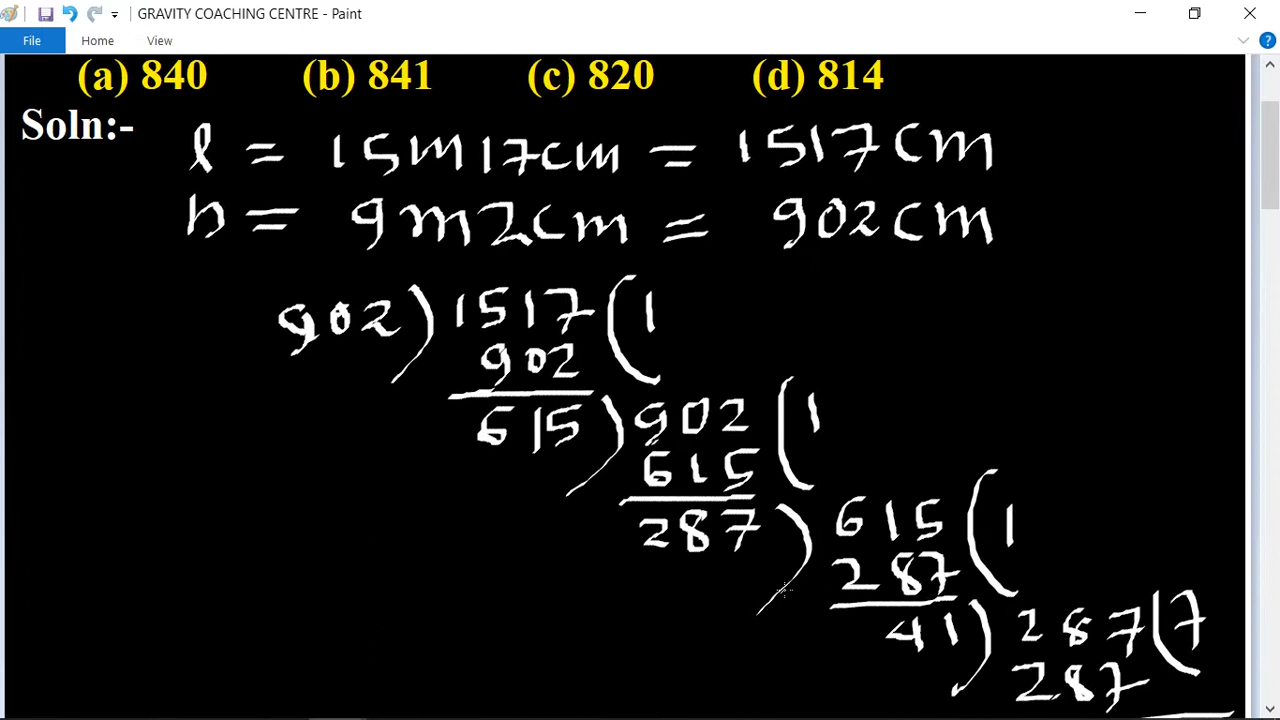 GRAVITY COACHING CENTRE - Paint
File Home View
(a) 840 (b) 841 (c) 820 (d) 814
Soln:-
l = 15m17cm = 1517cm
b = 9m2cm = 902cm
902) 1517 (1
902
615) 902 (1
615
287) 615 (1
287
41) 287 (7
287